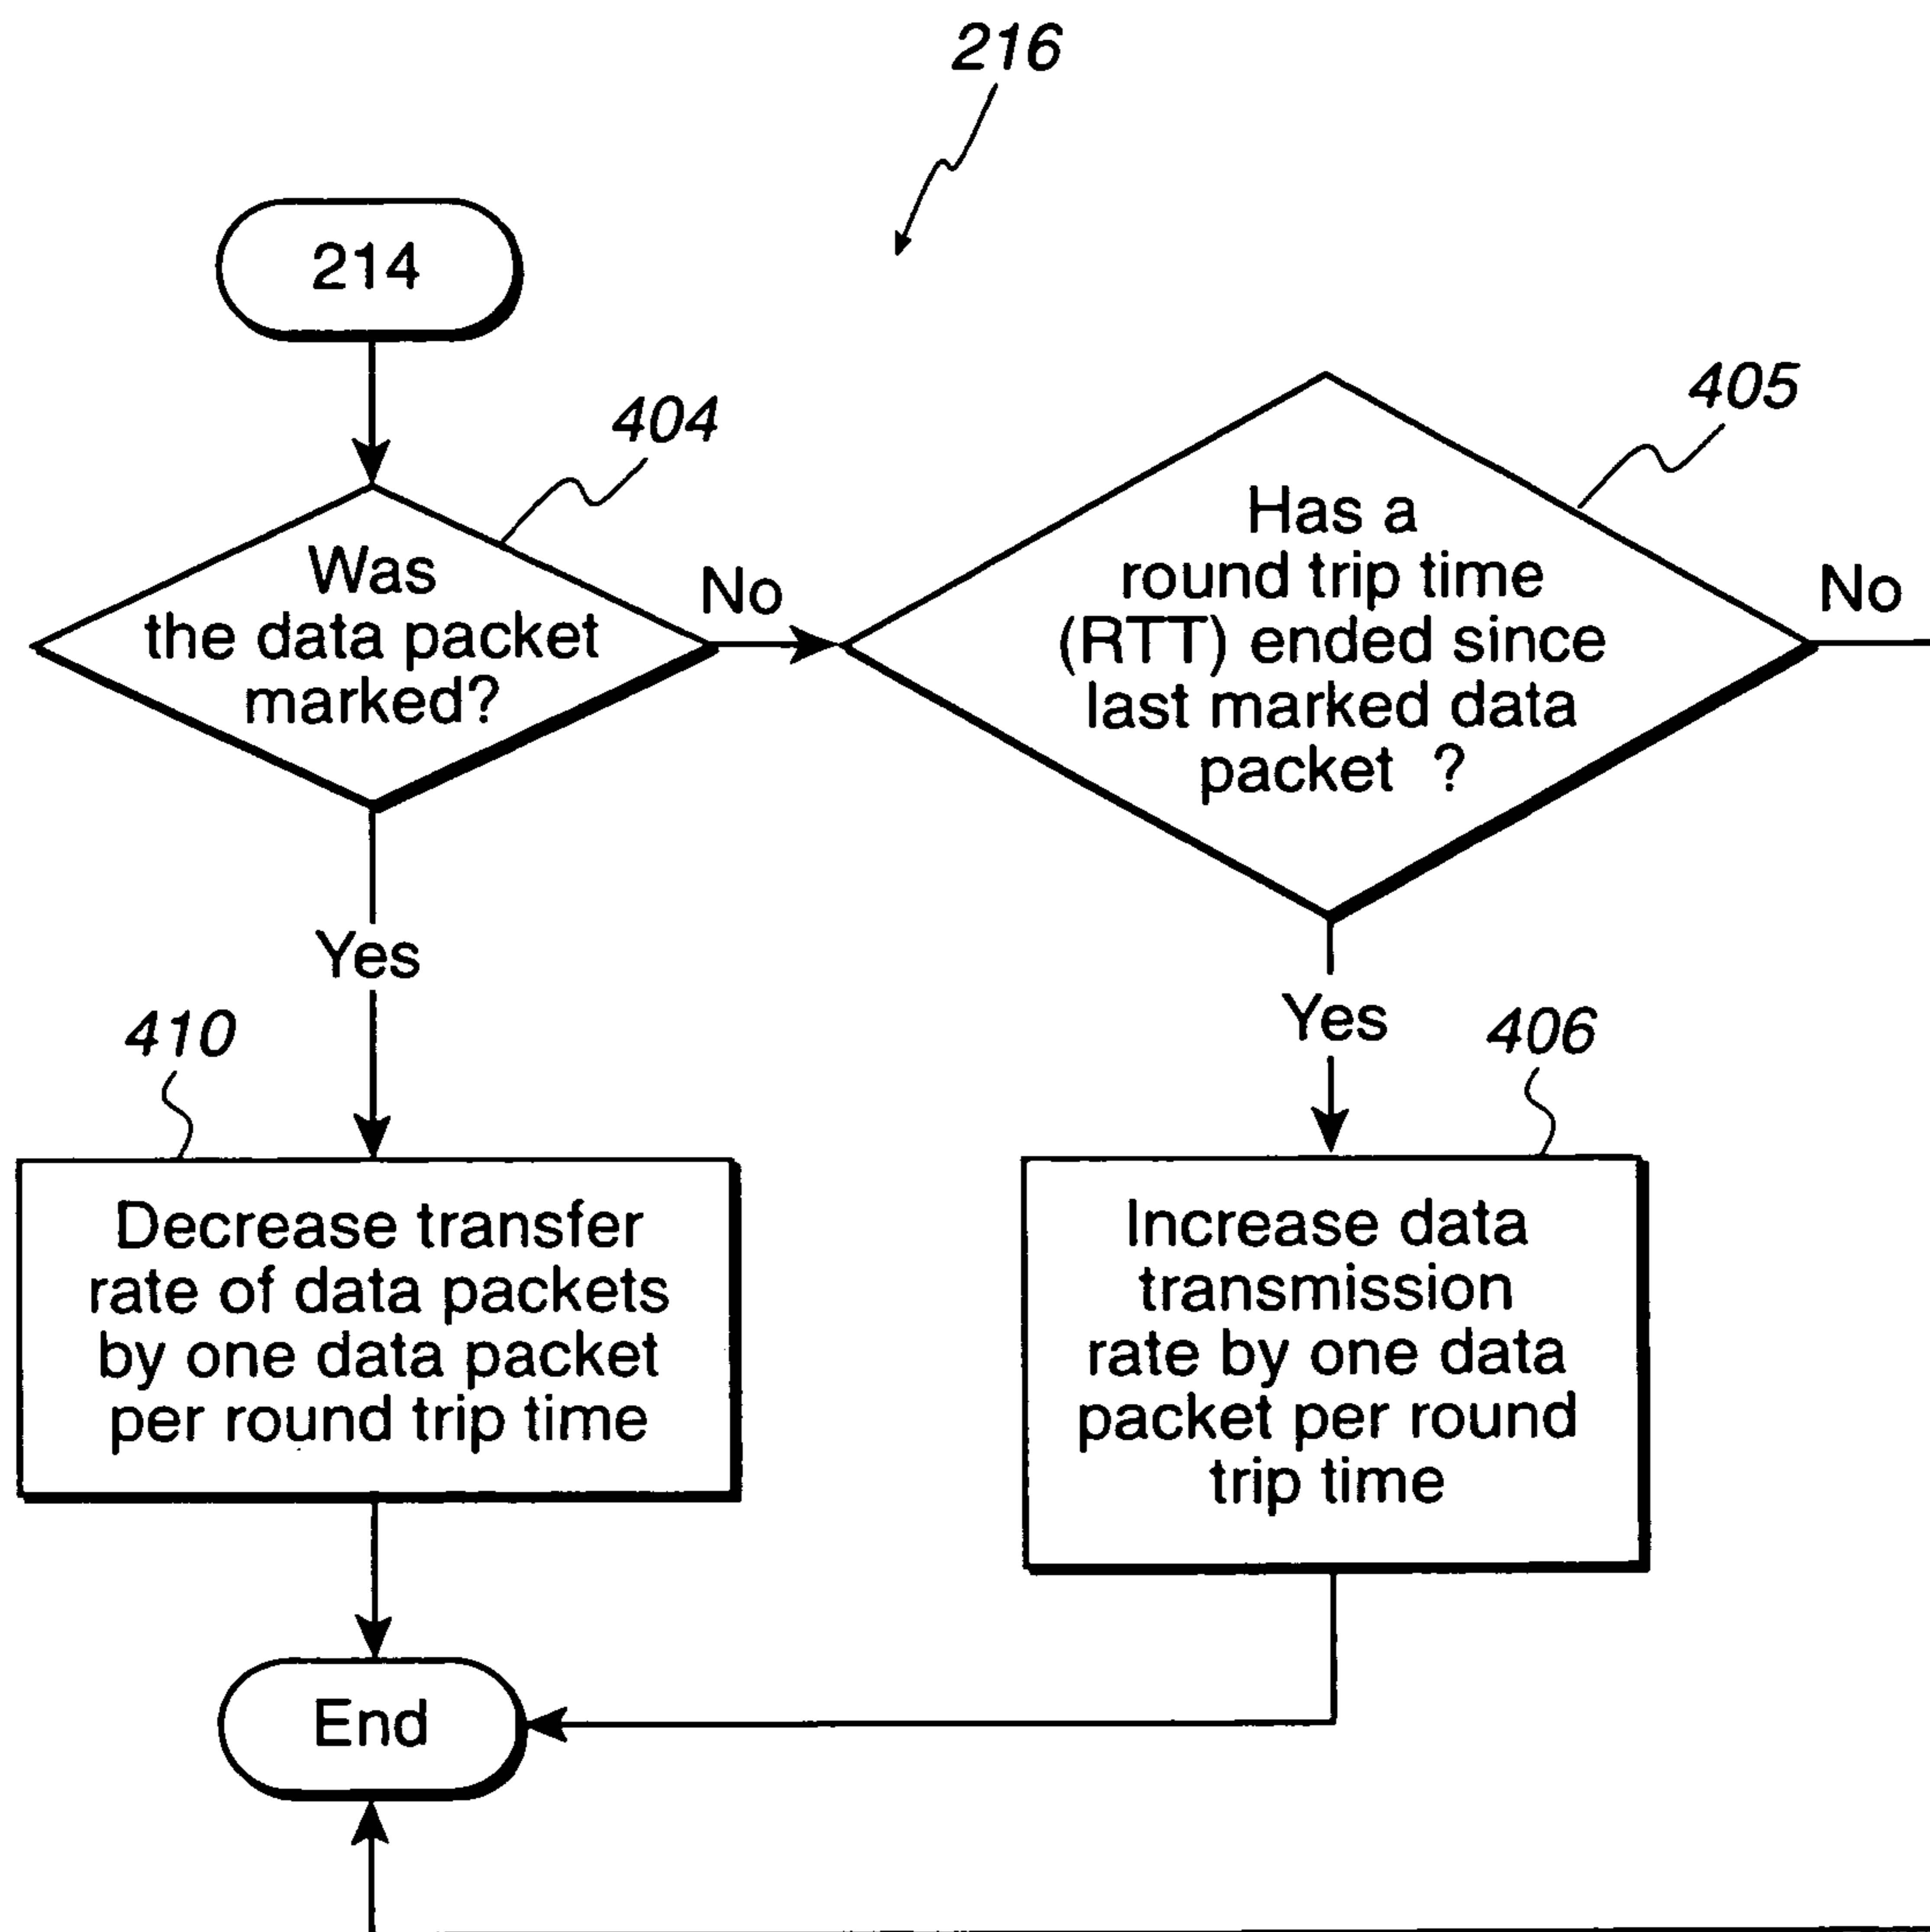 216
214
404
Was
the data packet
marked?
No
405
Has a
round trip time
(RTT) ended since
last marked data
packet ?
No
Yes
Yes
410
Decrease transfer
rate of data packets
by one data packet
per round trip time
406
Increase data
transmission
rate by one data
packet per round
trip time
End